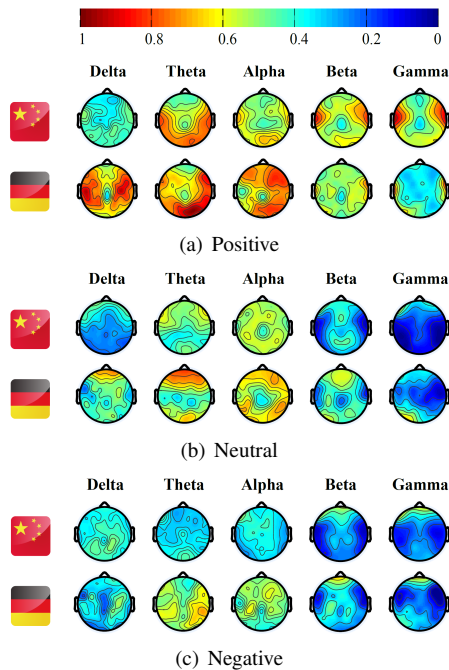 1 0.8 0.6 0.4 0.2 0
Delta Theta Alpha Beta Gamma
(a) Positive
Delta Theta Alpha Beta Gamma
(b) Neutral
Delta Theta Alpha Beta Gamma
(c) Negative